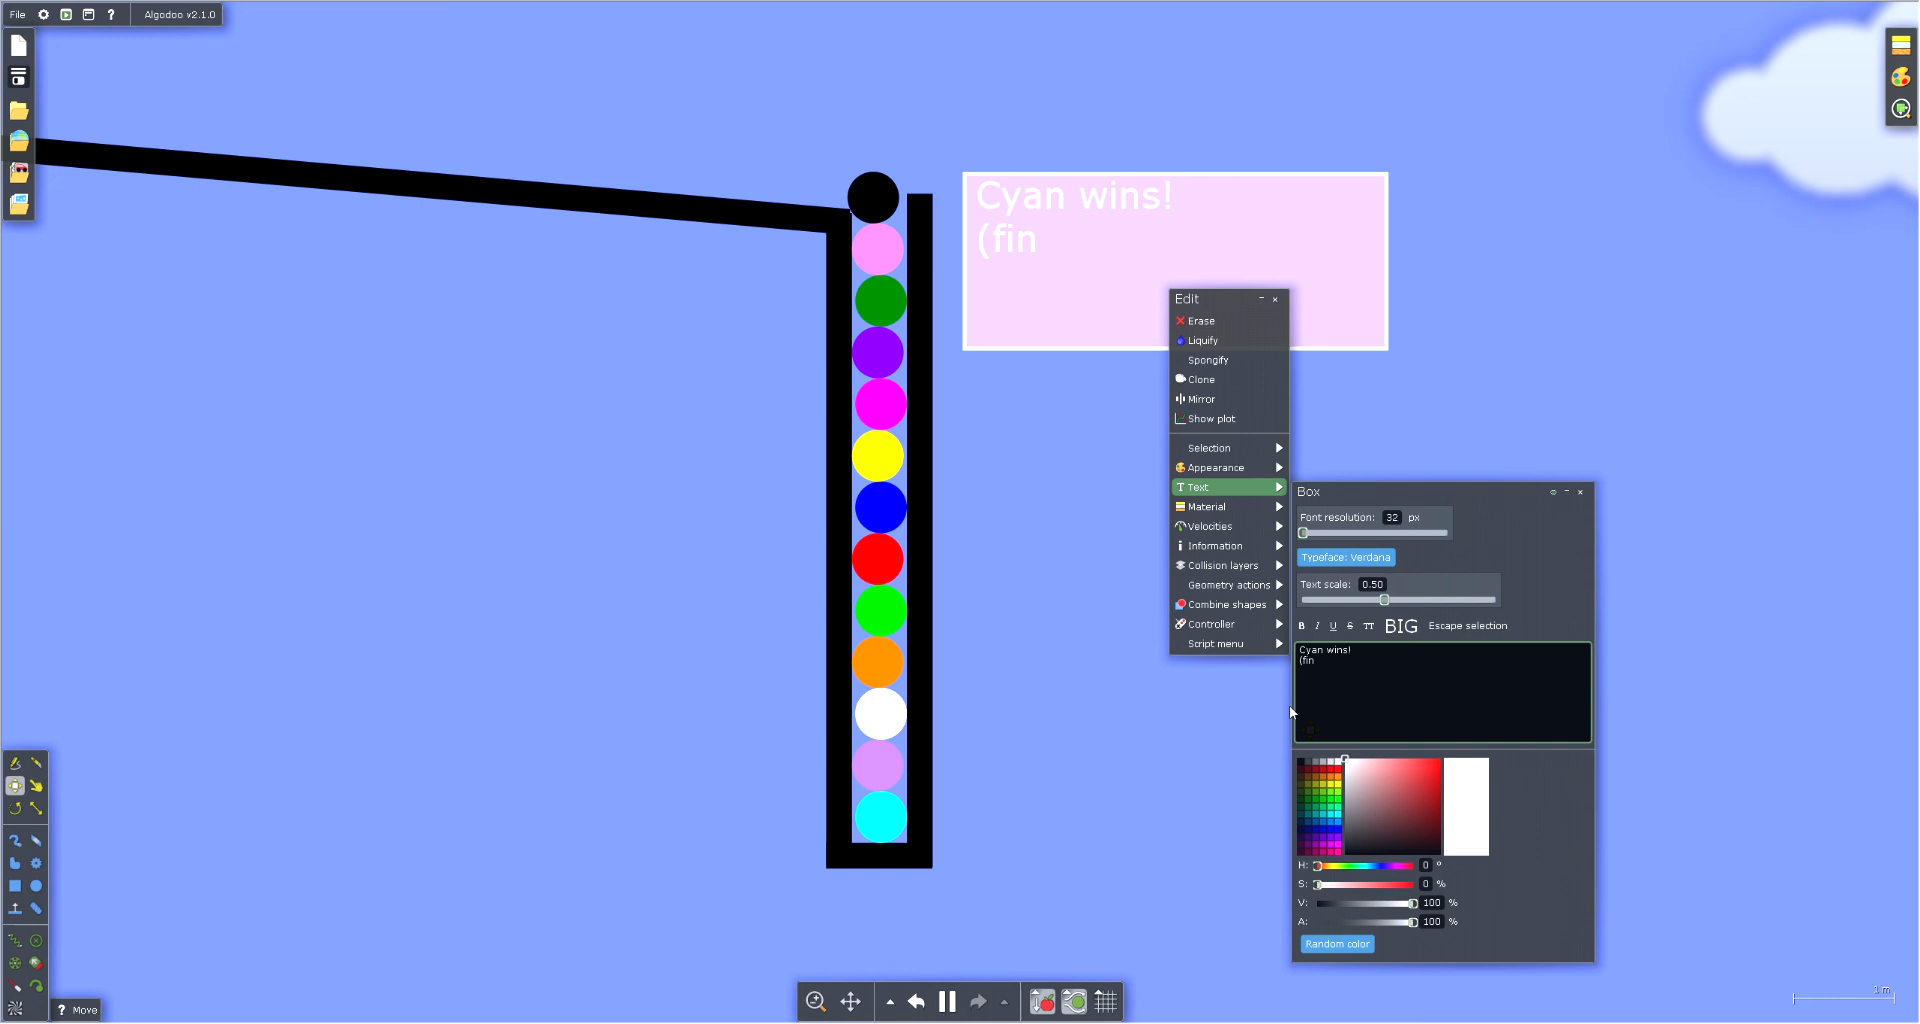 File
? Algodoo v2.1.0
Cyan wins!
(fin
Edit
Erase
Liquify
Spongify
Clone
Mirror
Show plot
Selection
Appearance
T Text
Material
Velocities
i Information
Collision layers
Geometry actions
Combine shapes
Controller
Script menu
Box
Font resolution: 32 px
Typeface: Verdana
Text scale: 0.50
B I U S TT BIG Escape selection
Cyan wins!
(fin
H: 0 °
S: 0 %
V: 100 %
A: 100 %
Random color
? Move
1 m